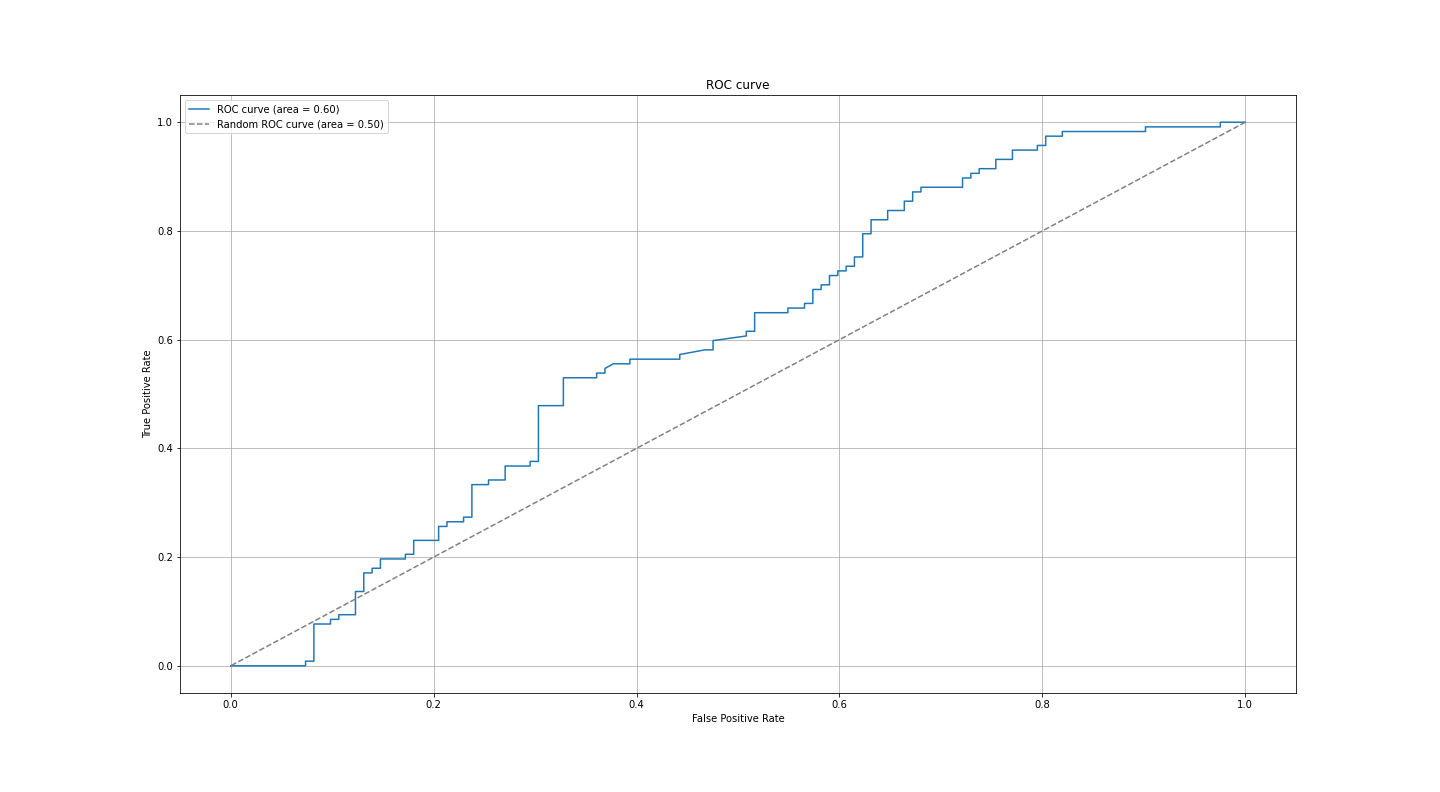 ROC curve
ROC curve (area = 0.60)
Random ROC curve (area = 0.50)
1.0
0.8
0.6
0.4
0.2
0.0
True Positive Rate
0.0 0.2 0.4 0.6 0.8 1.0
False Positive Rate